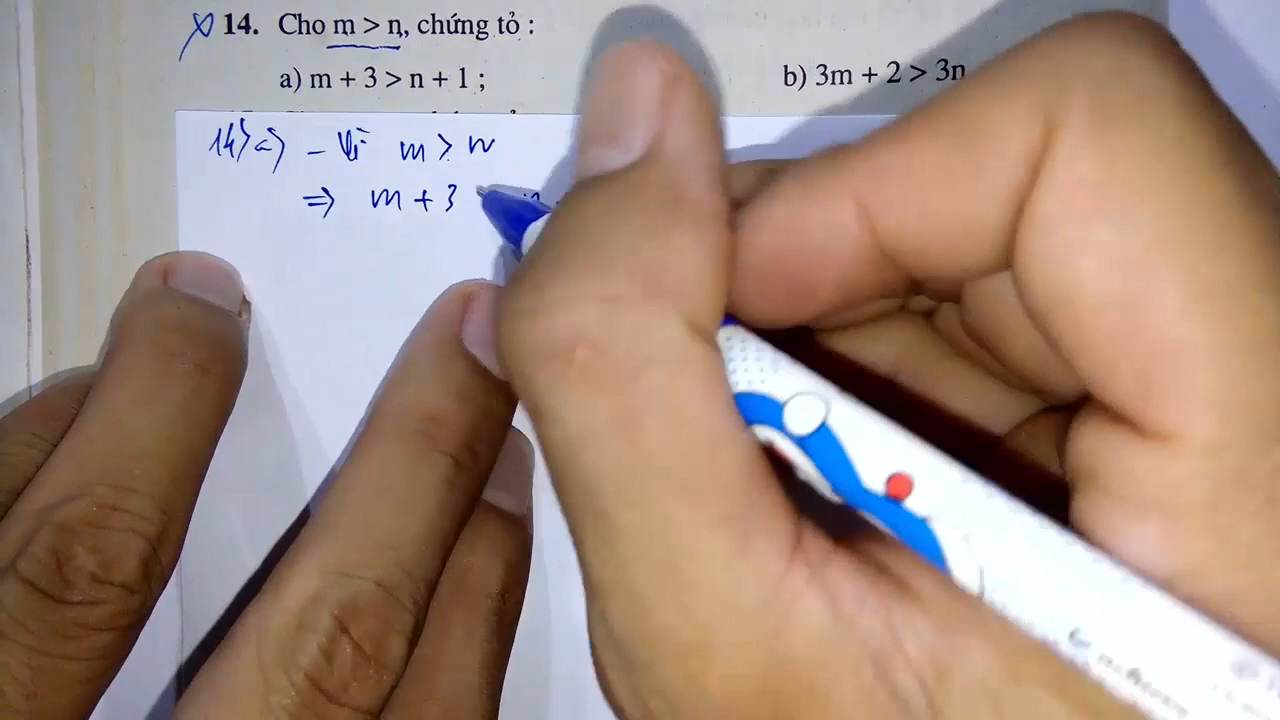 14. Cho m > n, chứng tỏ :
a) m + 3 > n + 1 ;
b) 3m + 2 > 3n
14) a) - Vì m > n
⇒ m + 3